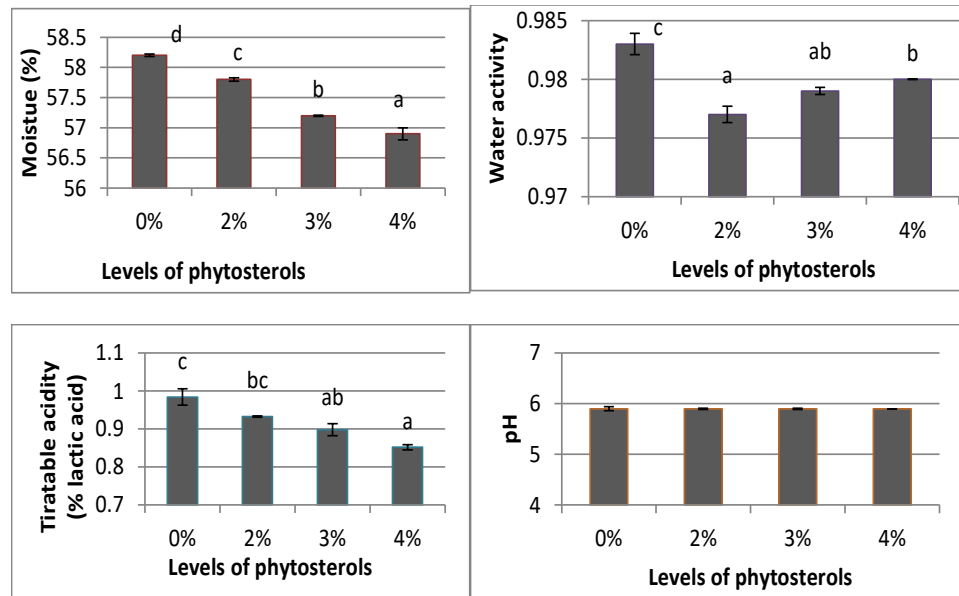 Moistue (%)
58.5
58
57.5
57
56.5
56
d
c
b
a
0%
2%
3%
4%
Levels of phytosterols
Water activity
0.985
0.98
0.975
0.97
c
a
ab
b
0%
2%
3%
4%
Levels of phytosterols
Tiratable acidity
(% lactic acid)
1.1
1
0.9
0.8
0.7
c
bc
ab
a
0%
2%
3%
4%
Levels of phytosterols
pH
7
6
5
4
0%
2%
3%
4%
Levels of phytosterols